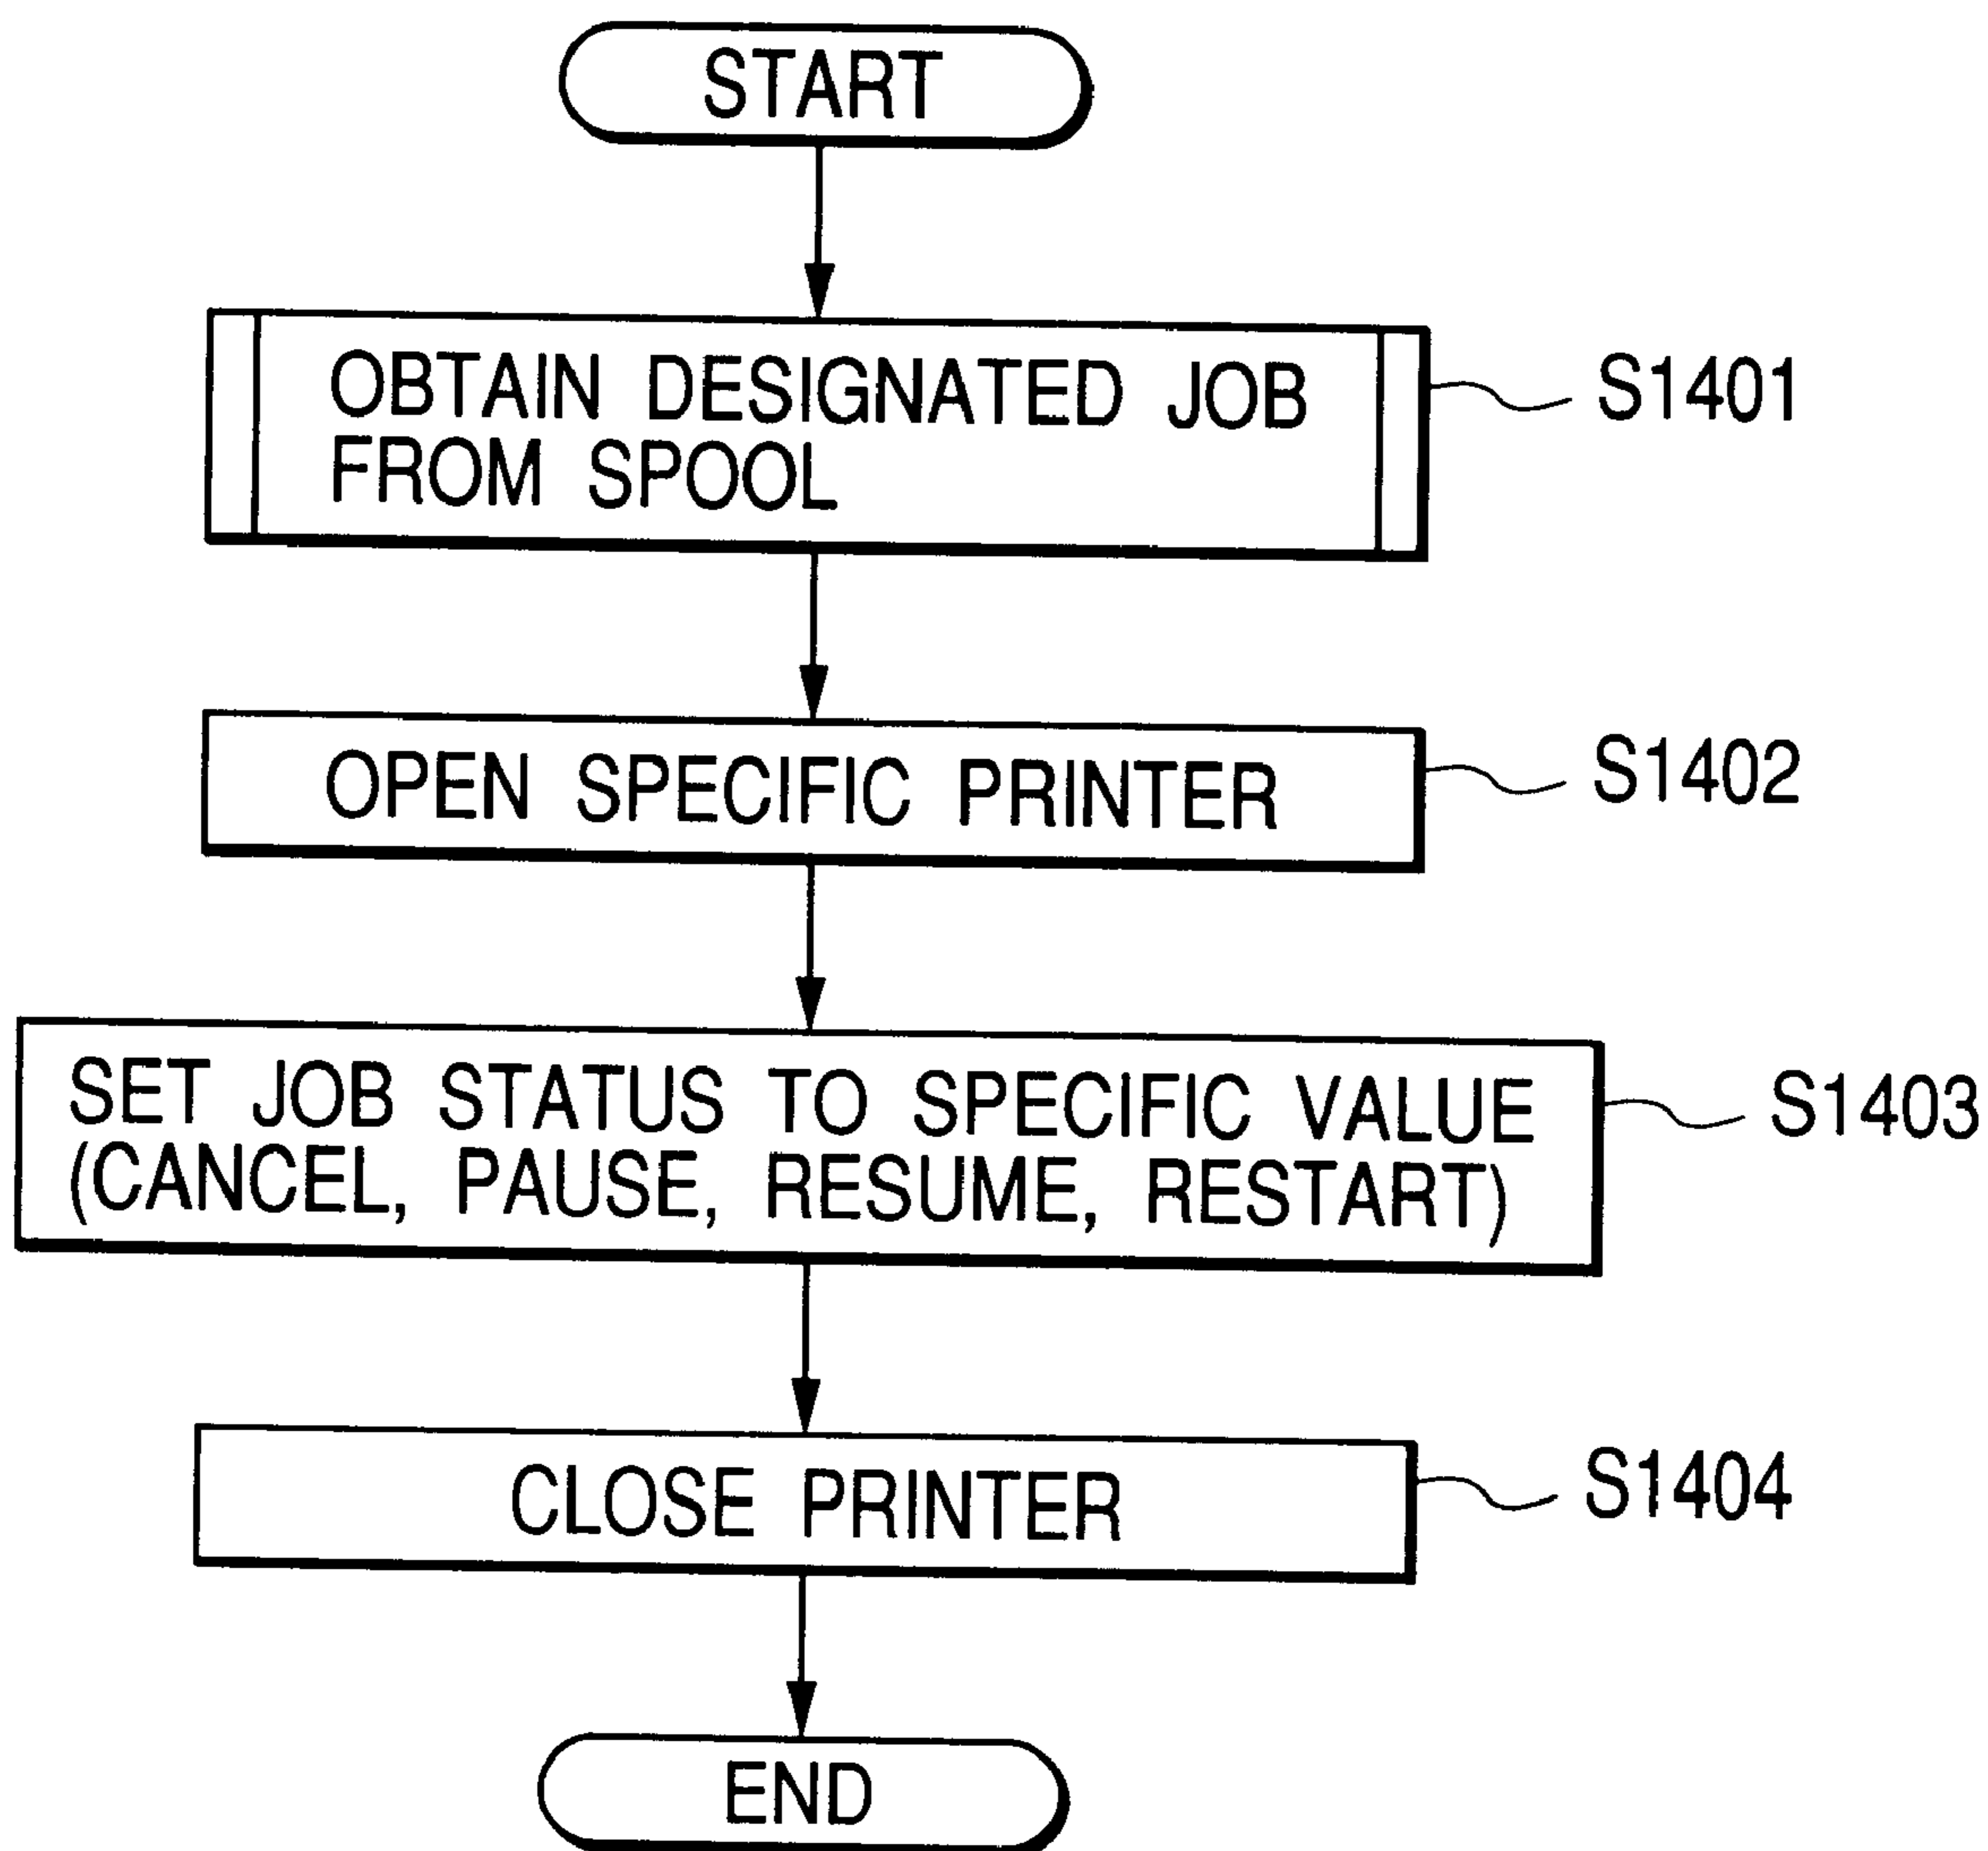 START
OBTAIN DESIGNATED JOB
FROM SPOOL
S1401
OPEN SPECIFIC PRINTER
S1402
SET JOB STATUS TO SPECIFIC VALUE
(CANCEL, PAUSE, RESUME, RESTART)
S1403
CLOSE PRINTER
S1404
END